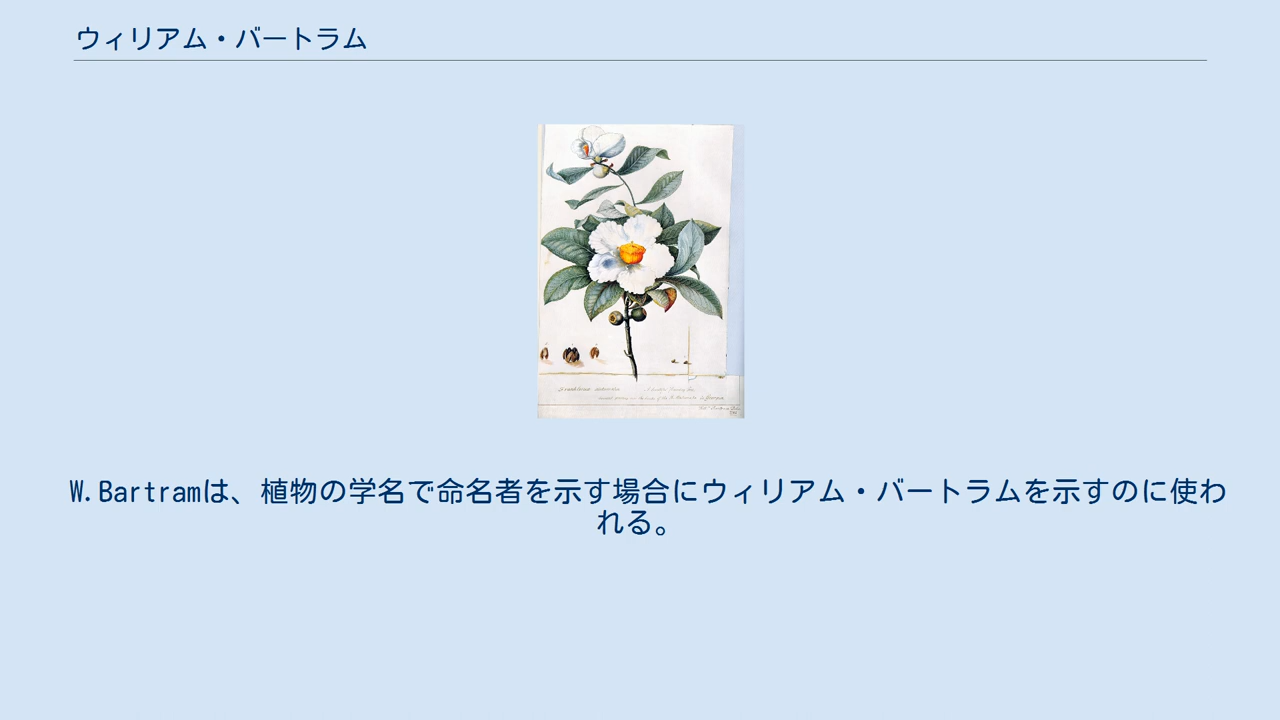 ウィリアム・バートラム
W.Bartramは、植物の学名で命名者を示す場合にウィリアム・バートラムを示すのに使わ
れる。